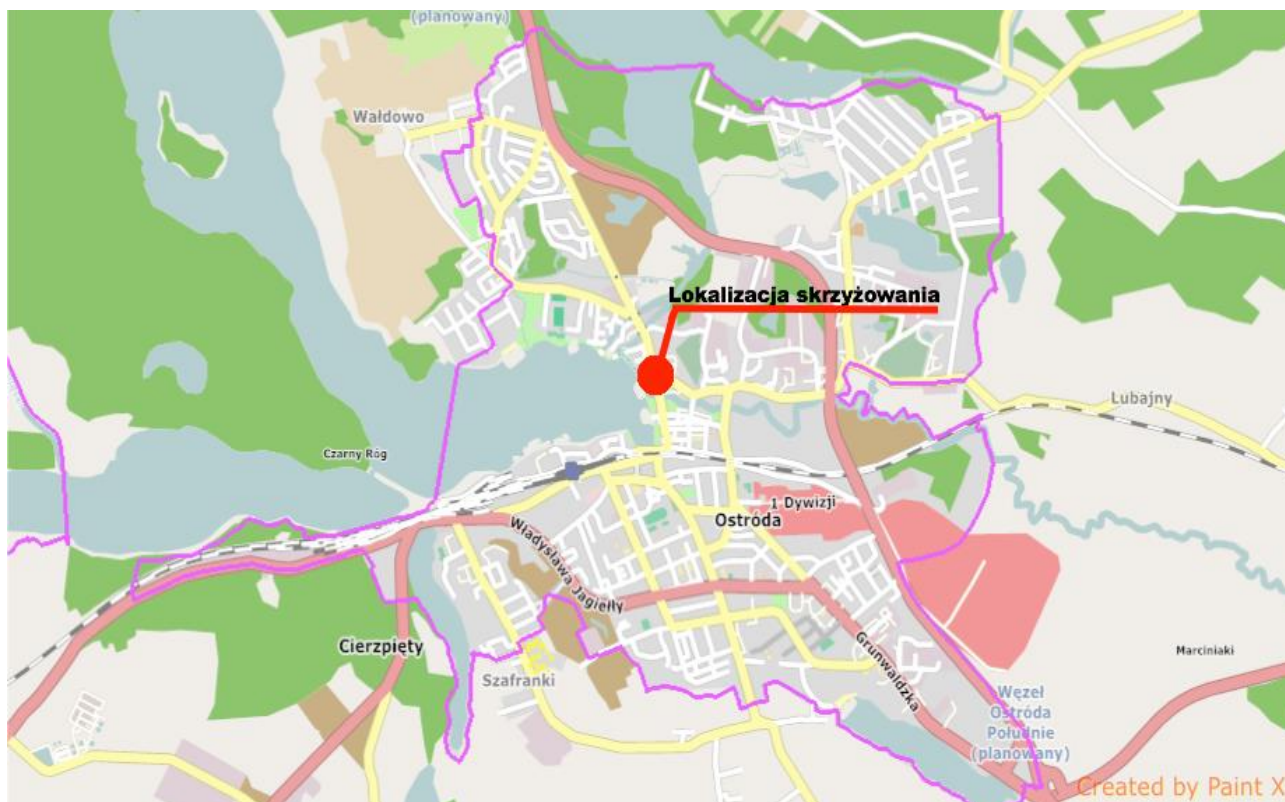 (planowany)
Wałdowo
Lokalizacja skrzyżowania
Lubajny
Czarny Róg
1 Dywizji
Ostróda
Władysława Jagiełły
Cierzpięty
Grunwaldzka
Marciniaki
Szafranki
Węzeł
Ostróda
Południe
(planowany)
Created by Paint X